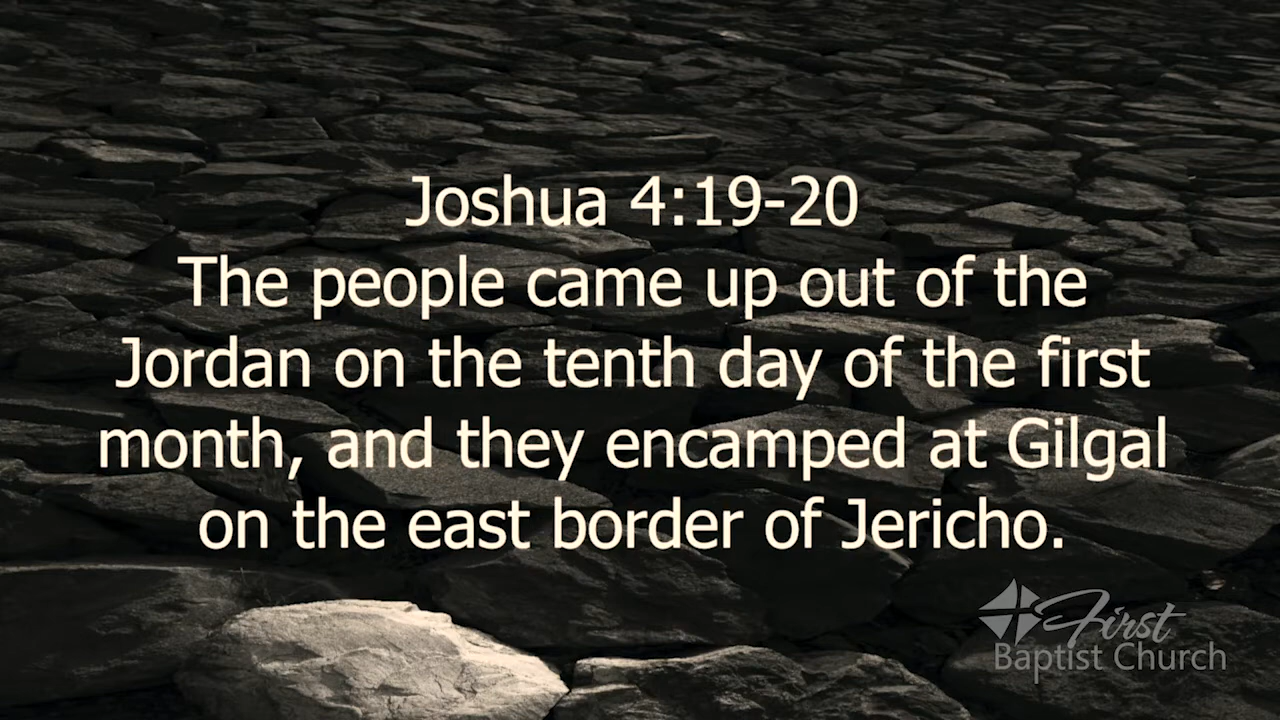 Joshua 4:19-20
The people came up out of the
Jordan on the tenth day of the first
month, and they encamped at Gilgal
on the east border of Jericho.
First
Baptist Church